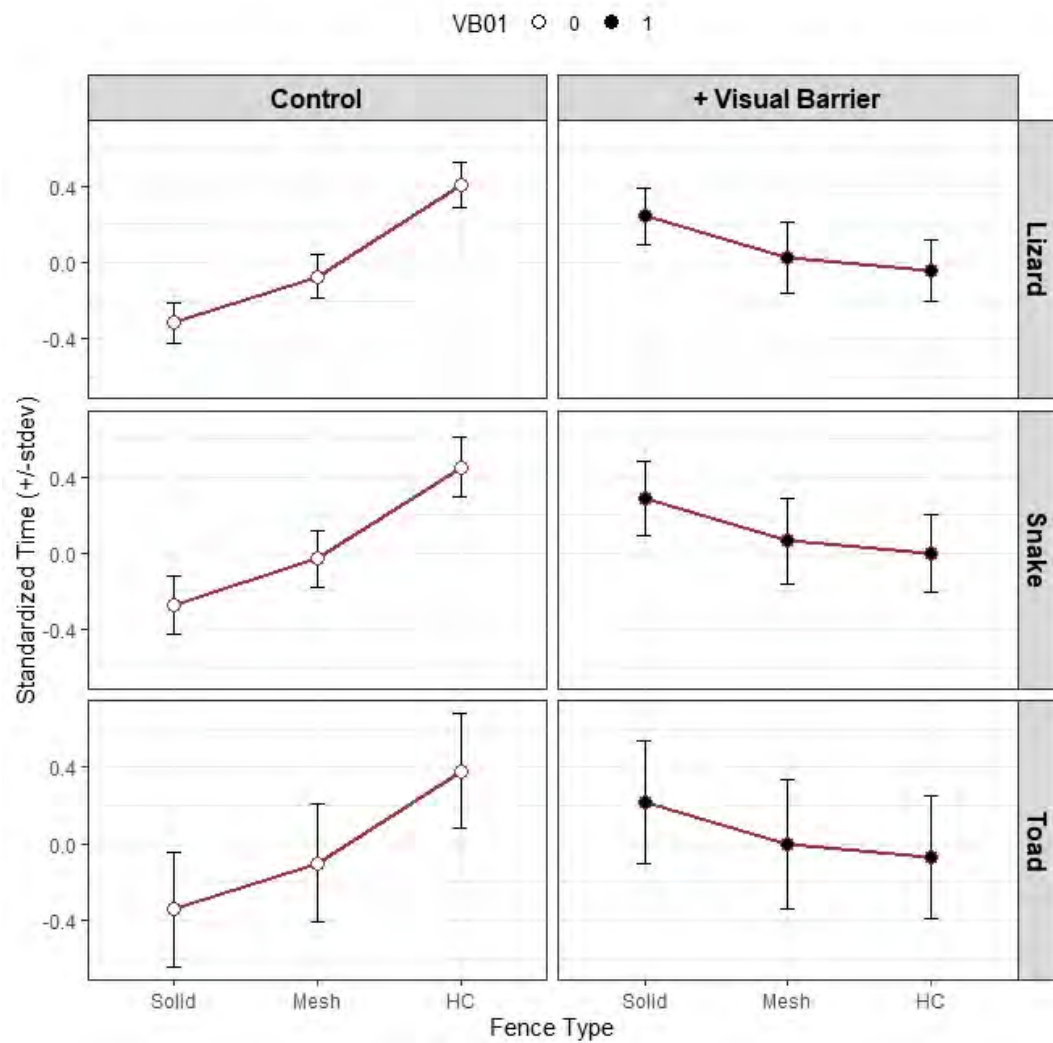 VB01 0 1
Control + Visual Barrier
0.4
0.0
-0.4
Lizard
0.4
0.0
-0.4
Snake
0.4
0.0
-0.4
Toad
Standardized Time (+/-stdev)
Solid Mesh HC Solid Mesh HC
Fence Type